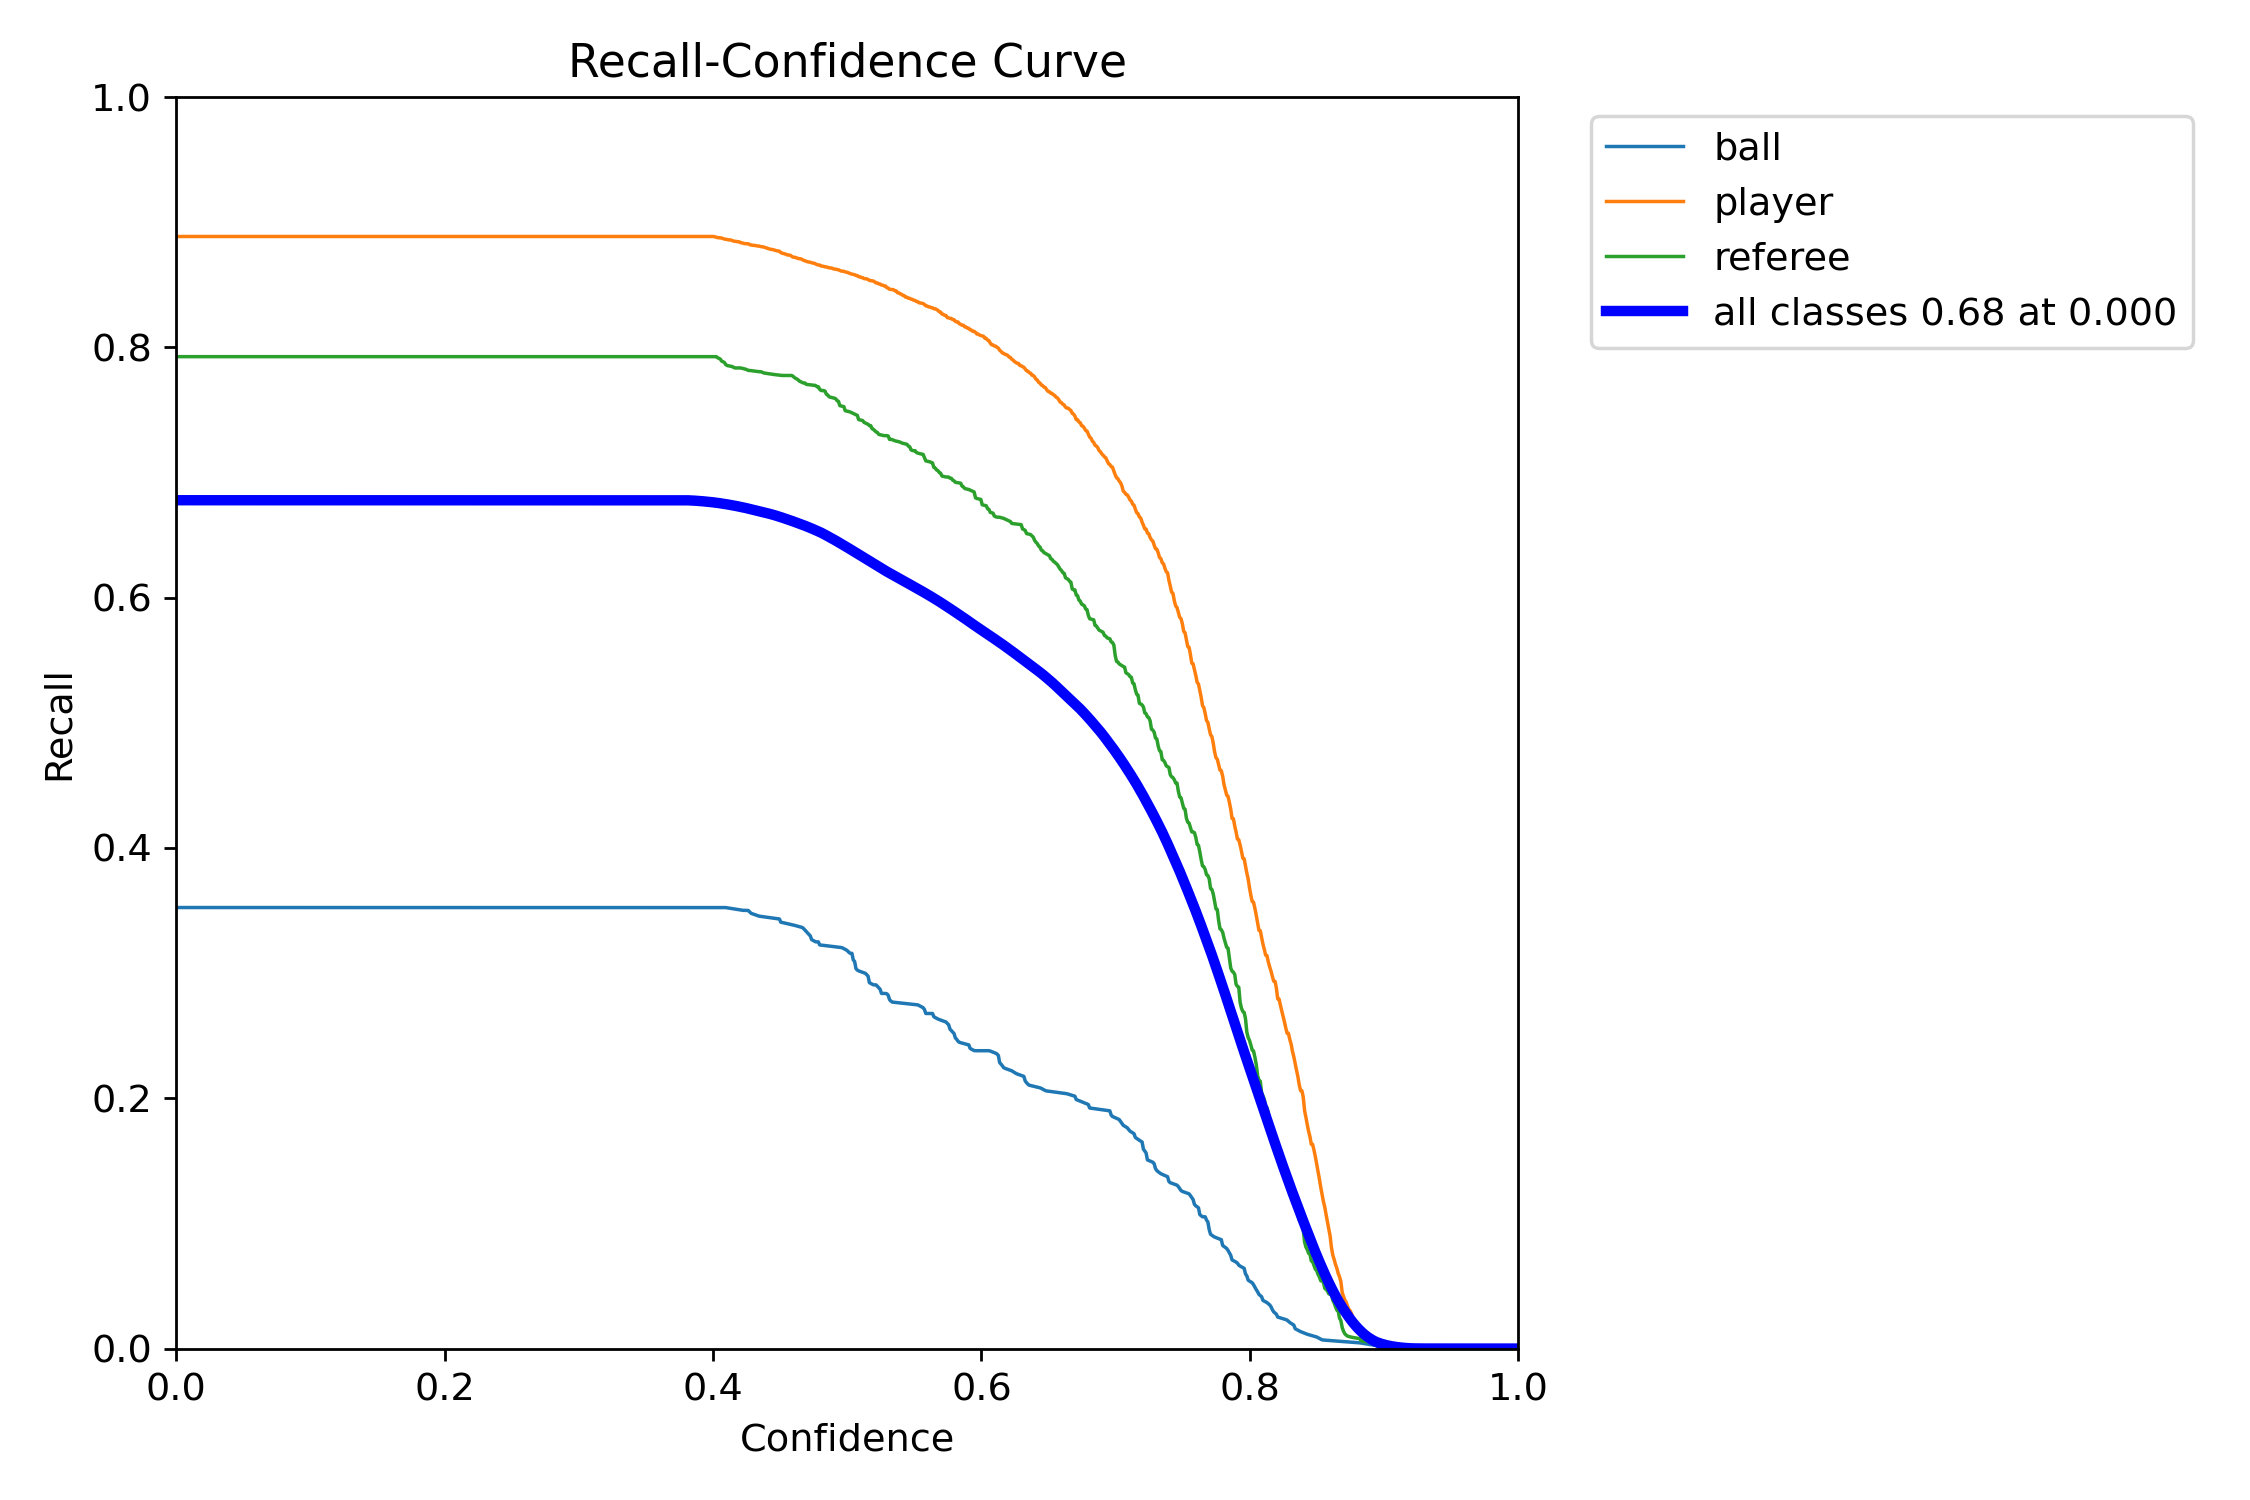 Recall-Confidence Curve
1.0
0.8
0.6
0.4
0.2
0.0
Recall
0.0 0.2 0.4 0.6 0.8 1.0
Confidence
ball
player
referee
all classes 0.68 at 0.000